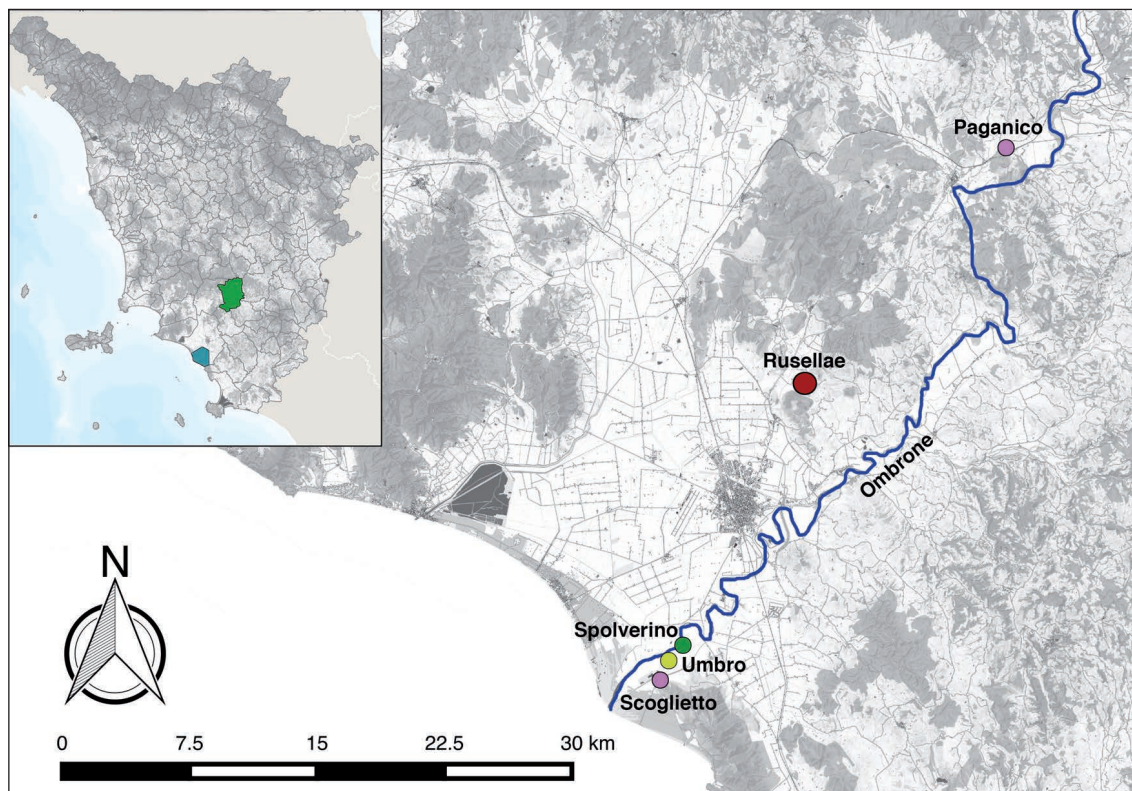 Paganico
Rusellae
Ombrone
Spolverino
Umbro
Scoglietto
N
0 7.5 15 22.5 30 km